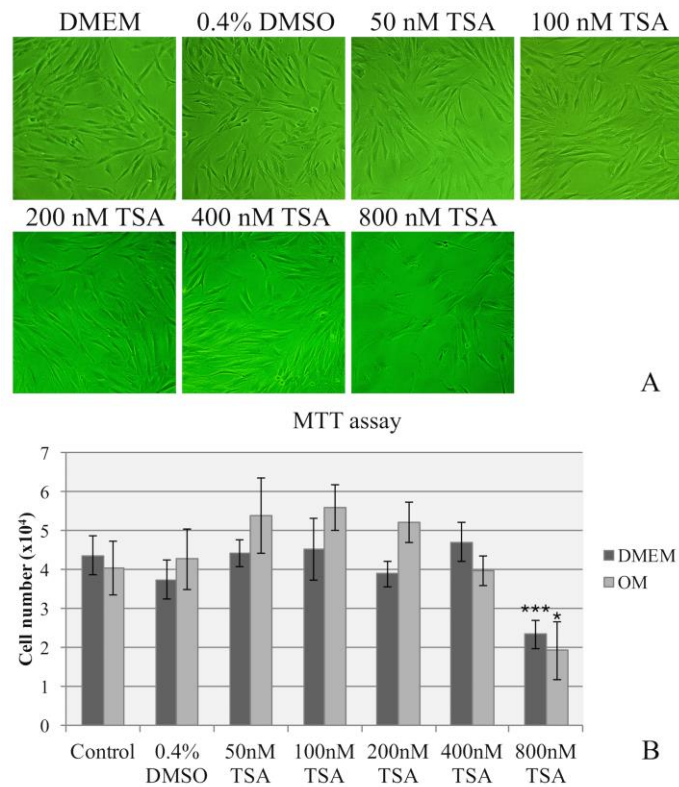 DMEM 0.4% DMSO 50 nM TSA 100 nM TSA
200 nM TSA 400 nM TSA 800 nM TSA
A
MTT assay
7
6
5
4
3
2
1
0
Cell number (x10⁴)
*** *
DMEM
OM
Control 0.4% 50nM 100nM 200nM 400nM 800nM
DMSO TSA TSA TSA TSA TSA
B